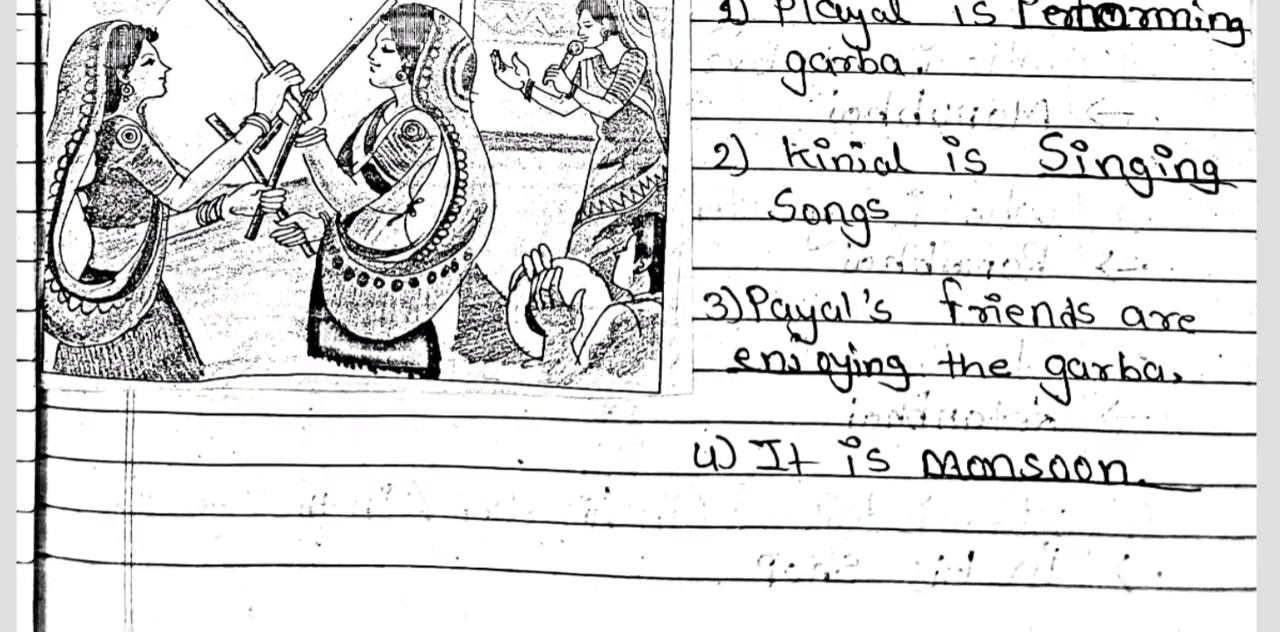 1) Playal is Performing
garba.
2) Kinjal is Singing
Songs
3) Payal's friends are
enjoying the garba,
4) It is monsoon.